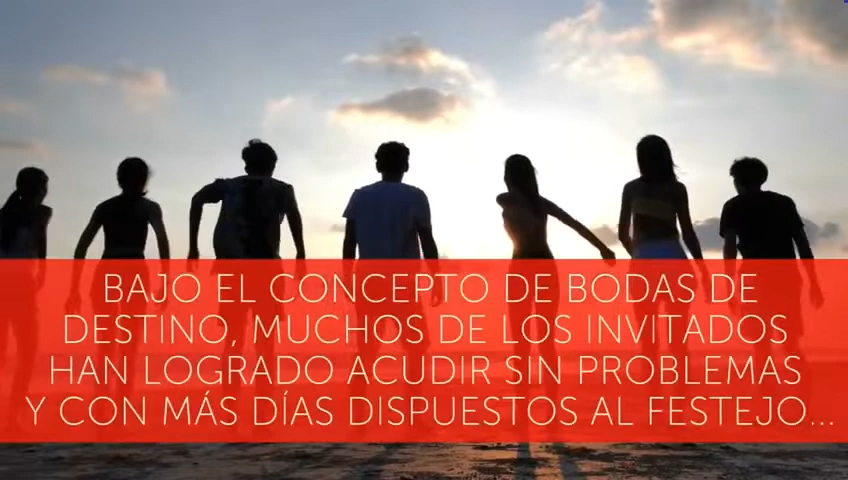 BAJO EL CONCEPTO DE BODAS DE
DESTINO, MUCHOS DE LOS INVITADOS
HAN LOGRADO ACUDIR SIN PROBLEMAS
Y CON MÁS DÍAS DISPUESTOS AL FESTEJO...